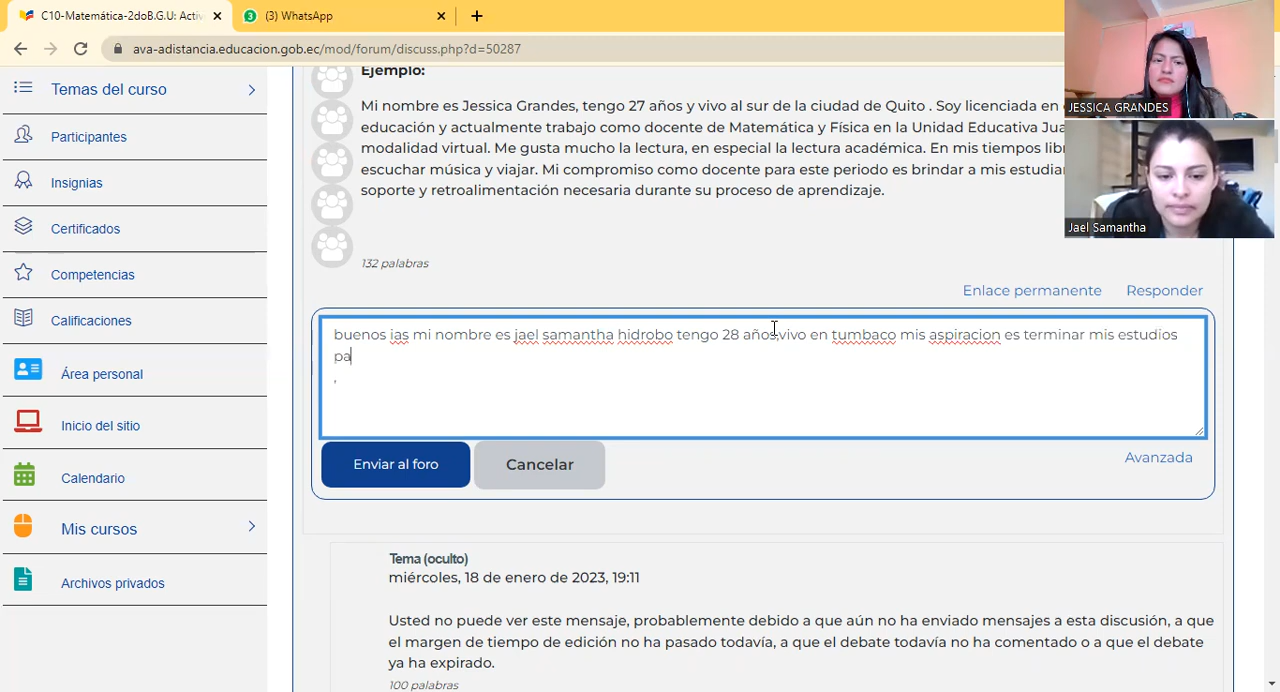 C10-Matemática-2doB.G.U: Activ
(3) WhatsApp
ava-adistancia.educacion.gob.ec/mod/forum/discuss.php?d=50287
JESSICA GRANDES
Jael Samantha
Temas del curso
Participantes
Insignias
Certificados
Competencias
Calificaciones
Área personal
Inicio del sitio
Calendario
Mis cursos
Archivos privados
Ejemplo:
Mi nombre es Jessica Grandes, tengo 27 años y vivo al sur de la ciudad de Quito . Soy licenciada en
educación y actualmente trabajo como docente de Matemática y Física en la Unidad Educativa
modalidad virtual. Me gusta mucho la lectura, en especial la lectura académica. En mis tiempos
escuchar música y viajar. Mi compromiso como docente para este periodo es brindar a mis
soporte y retroalimentación necesaria durante su proceso de aprendizaje.
132 palabras
Enlace permanente Responder
buenos ias mi nombre es jael samantha hidrobo tengo 28 años,vivo en tumbaco mis aspiracion es terminar mis estudios
pa
,
Enviar al foro
Cancelar
Avanzada
Tema (oculto)
miércoles, 18 de enero de 2023, 19:11
Usted no puede ver este mensaje, probablemente debido a que aún no ha enviado mensajes a esta discusión, a que
el margen de tiempo de edición no ha pasado todavía, a que el debate todavía no ha comentado o a que el debate
ya ha expirado.
100 palabras